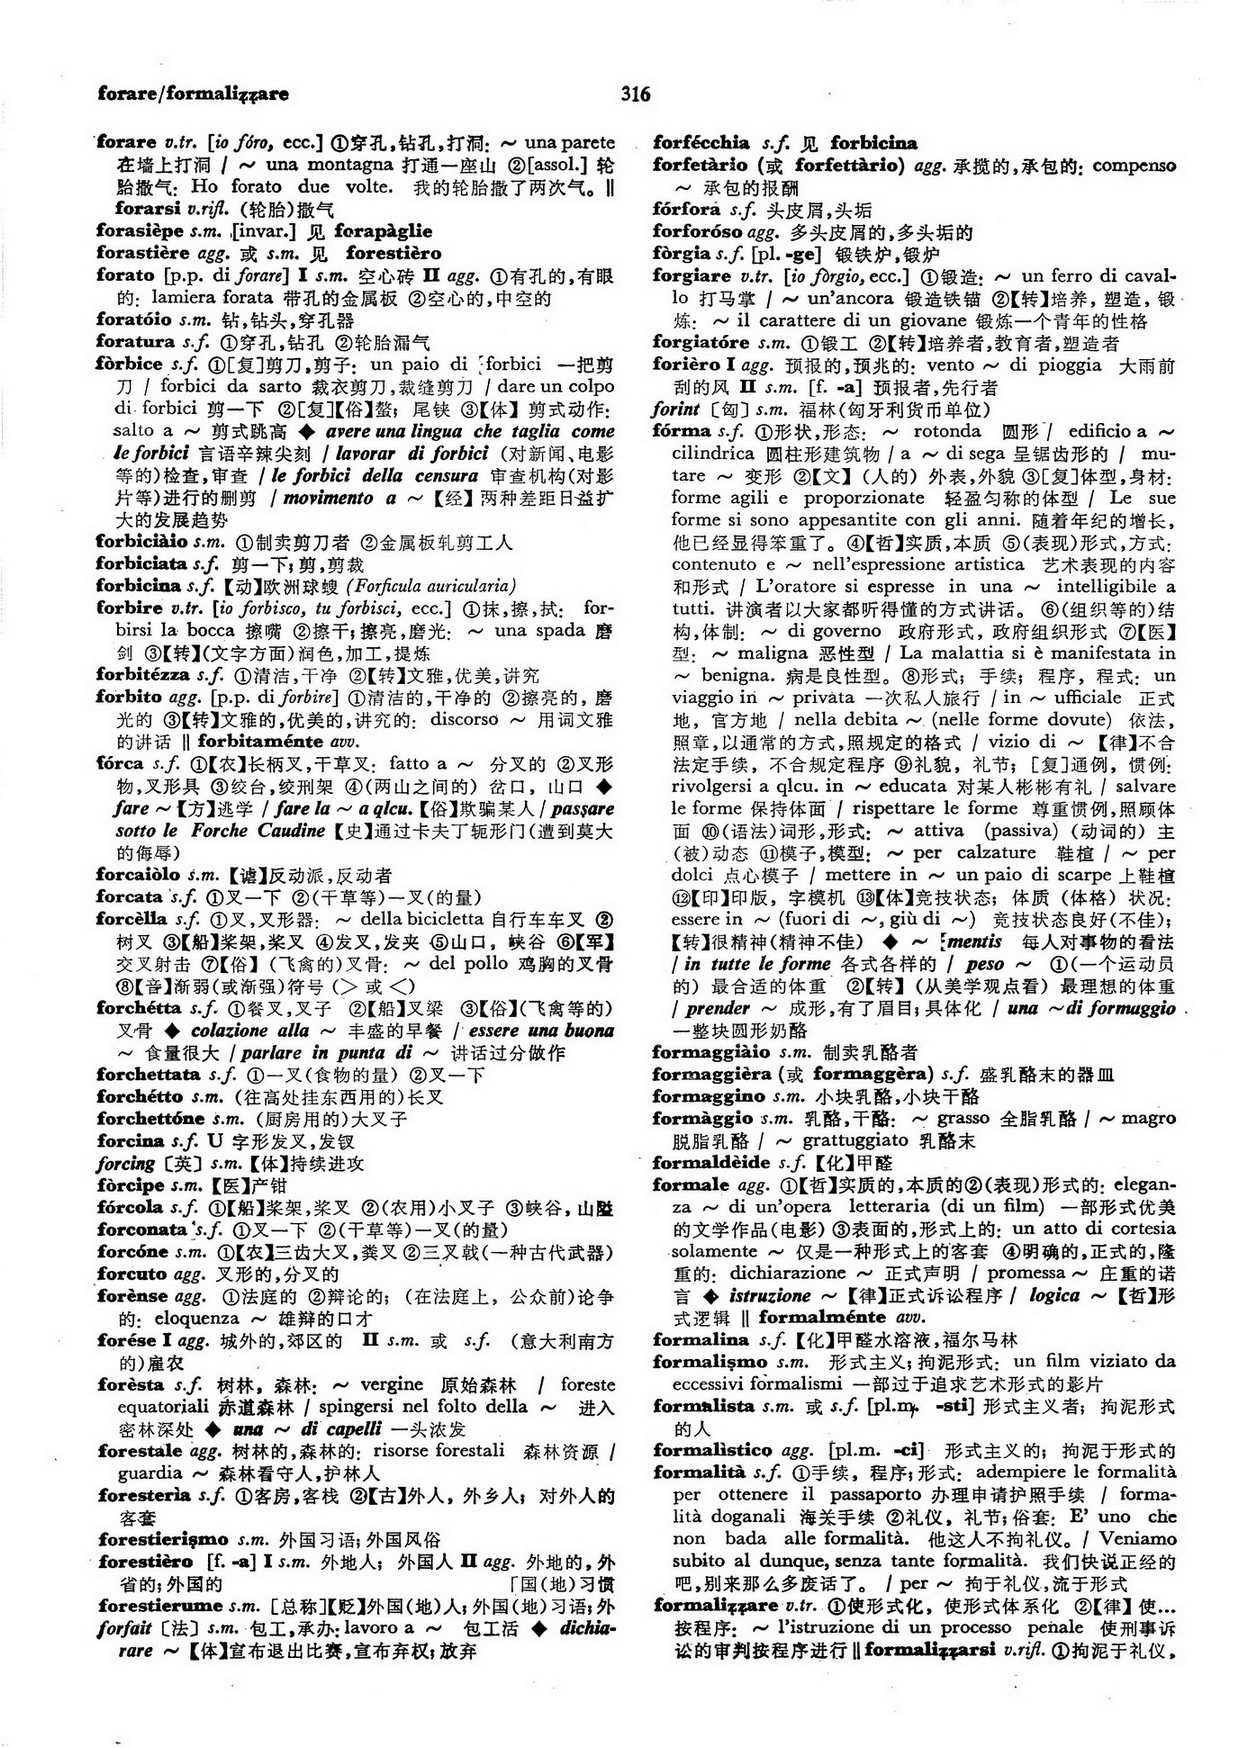 forare/formaliẓẓare
316
forare v.tr. [io fóro, ecc.] ①穿孔,钻孔,打洞: ~ una parete
在墙上打洞 / ~ una montagna 打通一座山 ②[assol.] 轮
胎撒气: Ho forato due volte. 我的轮胎撒了两次气。‖
forarsi v.rifl. (轮胎)撒气
forasièpe s.m. [invar.] 见 forapàglie
forastière agg. 或 s.m. 见 forestièro
forato [p.p. di forare] I s.m. 空心砖 II agg. ①有孔的,有眼
的: lamiera forata 带孔的金属板 ②空心的,中空的
foratóio s.m. 钻,钻头,穿孔器
foratura s.f. ①穿孔,钻孔 ②轮胎漏气
fòrbice s.f. ①[复]剪刀,剪子: un paio di forbici 一把剪
刀 / forbici da sarto 裁衣剪刀,裁缝剪刀 / dare un colpo
di forbici 剪一下 ②[复]【俗】螯; 尾铗 ③【体】剪式动作:
salto a ~ 剪式跳高 ◆ avere una lingua che taglia come
le forbici 言语辛辣尖刻 / lavorar di forbici (对新闻、电影
等的)检查,审查 / le forbici della censura 审查机构(对影
片等)进行的删剪 / movimento a ~ 【经】两种差距日益扩
大的发展趋势
forbiciàio s.m. ①制卖剪刀者 ②金属板轧剪工人
forbiciata s.f. 剪一下; 剪,剪裁
forbicina s.f. 【动】欧洲球螋 (Forficula auricularia)
forbire v.tr. [io forbisco, tu forbisci, ecc.] ①抹,擦,拭: for-
birsi la bocca 擦嘴 ②擦干; 擦亮,磨光: ~ una spada 磨
剑 ③【转】(文字方面)润色,加工,提炼
forbitézza s.f. ①清洁,干净 ②【转】文雅,优美,讲究
forbito agg. [p.p. di forbire] ①清洁的,干净的 ②擦亮的, 磨
光的 ③【转】文雅的,优美的,讲究的: discorso ~ 用词文雅
的讲话 ‖ forbitaménte avv.
fórca s.f. ①【农】长柄叉,干草叉: fatto a ~ 分叉的 ②叉形
物,叉形具 ③绞台,绞刑架 ④(两山之间的) 岔口, 山口 ◆
fare ~【方】逃学 / fare la ~ a qlcu.【俗】欺骗某人 / pasṣare
sotto le Forche Caudine【史】通过卡夫丁轭形门(遭到莫大
的侮辱)
forcaiòlo s.m. 【谑】反动派,反动者
forcata s.f. ①叉一下 ②(干草等)一叉(的量)
forcèlla s.f. ①叉,叉形器: ~ della bicicletta 自行车车叉 ②
树叉 ③【船】桨架,桨叉 ④发叉,发夹 ⑤山口, 峡谷 ⑥【军】
交叉射击 ⑦【俗】(飞禽的)叉骨: ~ del pollo 鸡胸的叉骨
⑧【音】渐弱(或渐强)符号 (> 或 <)
forchétta s.f. ①餐叉,叉子 ②【船】叉梁 ③【俗】(飞禽等的)
叉骨 ◆ colazione alla ~ 丰盛的早餐 / essere una buona
~ 食量很大 / parlare in punta di ~ 讲话过分做作
forchettata s.f. ①一叉(食物的量) ②叉一下
forchétto s.m. (往高处挂东西用的)长叉
forchettóne s.m. (厨房用的)大叉子
forcina s.f. U 字形发叉,发钗
forcing〔英〕s.m. 【体】持续进攻
fòrcipe s.m. 【医】产钳
fórcola s.f. ①【船】桨架,桨叉 ②(农用)小叉子 ③峡谷, 山隘
forconata s.f. ①叉一下 ②(干草等)一叉(的量)
forcóne s.m. ①【农】三齿大叉,粪叉 ②三叉戟(一种古代武器)
forcuto agg. 叉形的,分叉的
forènse agg. ①法庭的 ②辩论的; (在法庭上, 公众前)论争
的: eloquenza ~ 雄辩的口才
forése I agg. 城外的,郊区的 II s.m. 或 s.f. (意大利南方
的)雇农
forèsta s.f. 树林, 森林: ~ vergine 原始森林 / foreste
equatoriali 赤道森林 / spingersi nel folto della ~ 进入
密林深处 ◆ una ~ di capelli 一头浓发
forestale agg. 树林的,森林的: risorse forestali 森林资源 /
guardia ~ 森林看守人,护林人
foresterìa s.f. ①客房,客栈 ②【古】外人, 外乡人; 对外人的
客套
forestieriṣmo s.m. 外国习语; 外国风俗
forestièro [f. -a] I s.m. 外地人; 外国人 II agg. 外地的, 外
省的; 外国的 「国(地)习惯
forestierume s.m. [总称]【贬】外国(地)人; 外国(地)习语; 外
forfait〔法〕s.m. 包工,承办: lavoro a ~ 包工活 ◆ dichia-
rare ~ 【体】宣布退出比赛,宣布弃权; 放弃
forfécchia s.f. 见 forbicina
forfetàrio (或 forfettàrio) agg. 承揽的,承包的: compenso
~ 承包的报酬
fórfora s.f. 头皮屑,头垢
forforóso agg. 多头皮屑的,多头垢的
fòrgia s.f. [pl. -ge] 锻铁炉,锻炉
forgiare v.tr. [io fòrgio, ecc.] ①锻造: ~ un ferro di caval-
lo 打马掌 / ~ un'ancora 锻造铁锚 ②【转】培养, 塑造, 锻
炼: ~ il carattere di un giovane 锻炼一个青年的性格
forgiatóre s.m. ①锻工 ②【转】培养者,教育者,塑造者
forièro I agg. 预报的,预兆的: vento ~ di pioggia 大雨前
刮的风 II s.m. [f. -a] 预报者,先行者
forint〔匈〕s.m. 福林(匈牙利货币单位)
fórma s.f. ①形状,形态: ~ rotonda 圆形 / edificio a ~
cilindrica 圆柱形建筑物 / a ~ di sega 呈锯齿形的 / mu-
tare ~ 变形 ②【文】(人的) 外表,外貌 ③[复]体型,身材:
forme agili e proporzionate 轻盈匀称的体型 / Le sue
forme si sono appesantite con gli anni. 随着年纪的增长,
他已经显得笨重了。④【哲】实质,本质 ⑤(表现)形式,方式:
contenuto e ~ nell'espressione artistica 艺术表现的内容
和形式 / L'oratore si espresse in una ~ intelligibile a
tutti. 讲演者以大家都听得懂的方式讲话。⑥(组织等的)结
构,体制: ~ di governo 政府形式, 政府组织形式 ⑦【医】
型: ~ maligna 恶性型 / La malattia si è manifestata in
~ benigna. 病是良性型。⑧形式; 手续; 程序, 程式: un
viaggio in ~ privata 一次私人旅行 / in ~ ufficiale 正式
地, 官方地 / nella debita ~ (nelle forme dovute) 依法,
照章,以通常的方式,照规定的格式 / vizio di ~ 【律】不合
法定手续, 不合规定程序 ⑨礼貌, 礼节; [复]通例, 惯例:
rivolgersi a qlcu. in ~ educata 对某人彬彬有礼 / salvare
le forme 保持体面 / rispettare le forme 尊重惯例,照顾体
面 ⑩(语法)词形,形式: ~ attiva (passiva) (动词的) 主
(被)动态 ⑪模子,模型: ~ per calzature 鞋楦 / ~ per
dolci 点心模子 / mettere in ~ un paio di scarpe 上鞋楦
⑫【印】印版, 字模机 ⑬【体】竞技状态; 体质 (体格) 状况:
essere in ~ (fuori di ~, giù di ~) 竞技状态良好(不佳);
【转】很精神(精神不佳) ◆ ~ mentis 每人对事物的看法
/ in tutte le forme 各式各样的 / peso ~ ①(一个运动员
的) 最合适的体重 ②【转】(从美学观点看) 最理想的体重
/ prender ~ 成形,有了眉目; 具体化 / una ~ di formaggio
一整块圆形奶酪
formaggiàio s.m. 制卖乳酪者
formaggièra (或 formaggèra) s.f. 盛乳酪末的器皿
formaggino s.m. 小块乳酪,小块干酪
formàggio s.m. 乳酪,干酪: ~ grasso 全脂乳酪 / ~ magro
脱脂乳酪 / ~ grattuggiato 乳酪末
formaldèide s.f. 【化】甲醛
formale agg. ①【哲】实质的,本质的②(表现)形式的: elegan-
za ~ di un'opera letteraria (di un film) 一部形式优美
的文学作品(电影) ③表面的,形式上的: un atto di cortesia
solamente ~ 仅是一种形式上的客套 ④明确的,正式的,隆
重的: dichiarazione ~ 正式声明 / promessa ~ 庄重的诺
言 ◆ istruzione ~ 【律】正式诉讼程序 / logica ~ 【哲】形
式逻辑 ‖ formalménte avv.
formalina s.f. 【化】甲醛水溶液,福尔马林
formaliṣmo s.m. 形式主义; 拘泥形式: un film viziato da
eccessivi formalismi 一部过于追求艺术形式的影片
formalista s.m. 或 s.f. [pl.m. -sti] 形式主义者; 拘泥形式
的人
formalìstico agg. [pl.m. -ci] 形式主义的; 拘泥于形式的
formalità s.f. ①手续, 程序; 形式: adempiere le formalità
per ottenere il passaporto 办理申请护照手续 / forma-
lità doganali 海关手续 ②礼仪, 礼节; 俗套: E' uno che
non bada alle formalità. 他这人不拘礼仪。 / Veniamo
subito al dunque, senza tante formalità. 我们快说正经的
吧,别来那么多废话了。 / per ~ 拘于礼仪,流于形式
formaliẓẓare v.tr. ①使形式化, 使形式体系化 ②【律】使…
按程序: ~ l'istruzione di un processo penale 使刑事诉
讼的审判按程序进行 ‖ formaliẓẓarsi v.rifl. ①拘泥于礼仪,